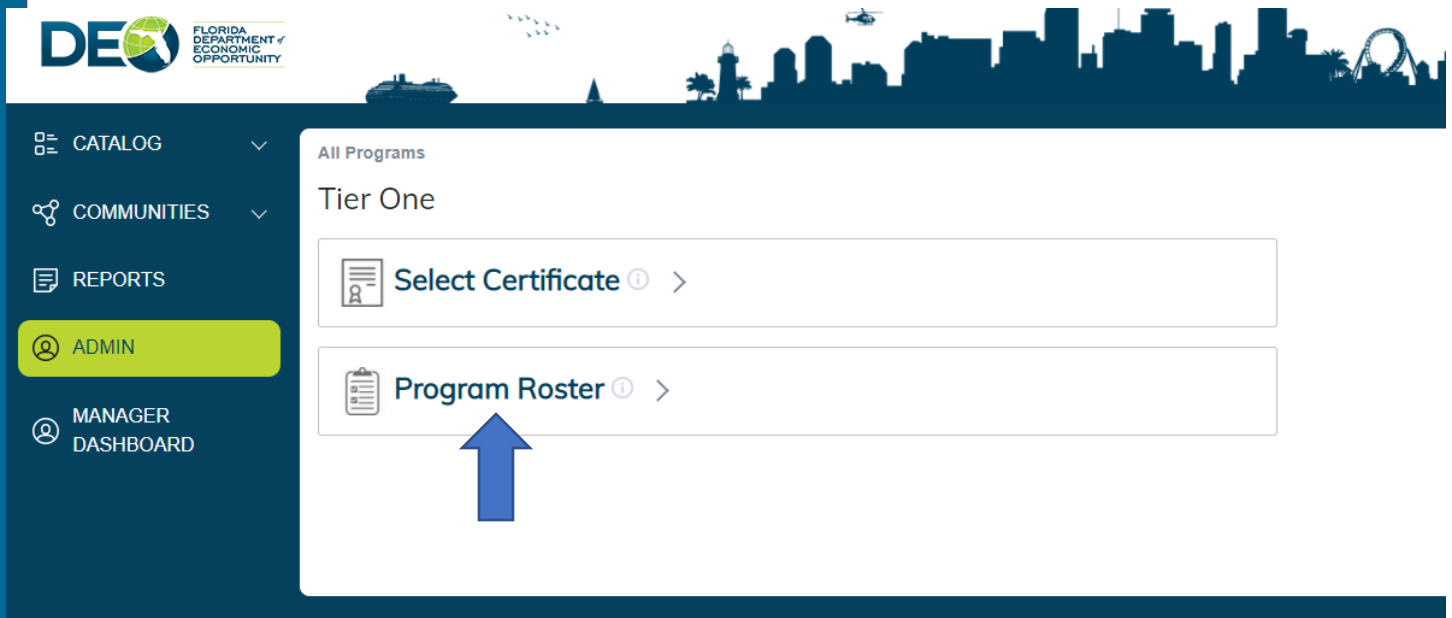 DEO
FLORIDA
DEPARTMENT of
ECONOMIC
OPPORTUNITY
CATALOG
COMMUNITIES
REPORTS
ADMIN
MANAGER
DASHBOARD
All Programs
Tier One
Select Certificate
Program Roster